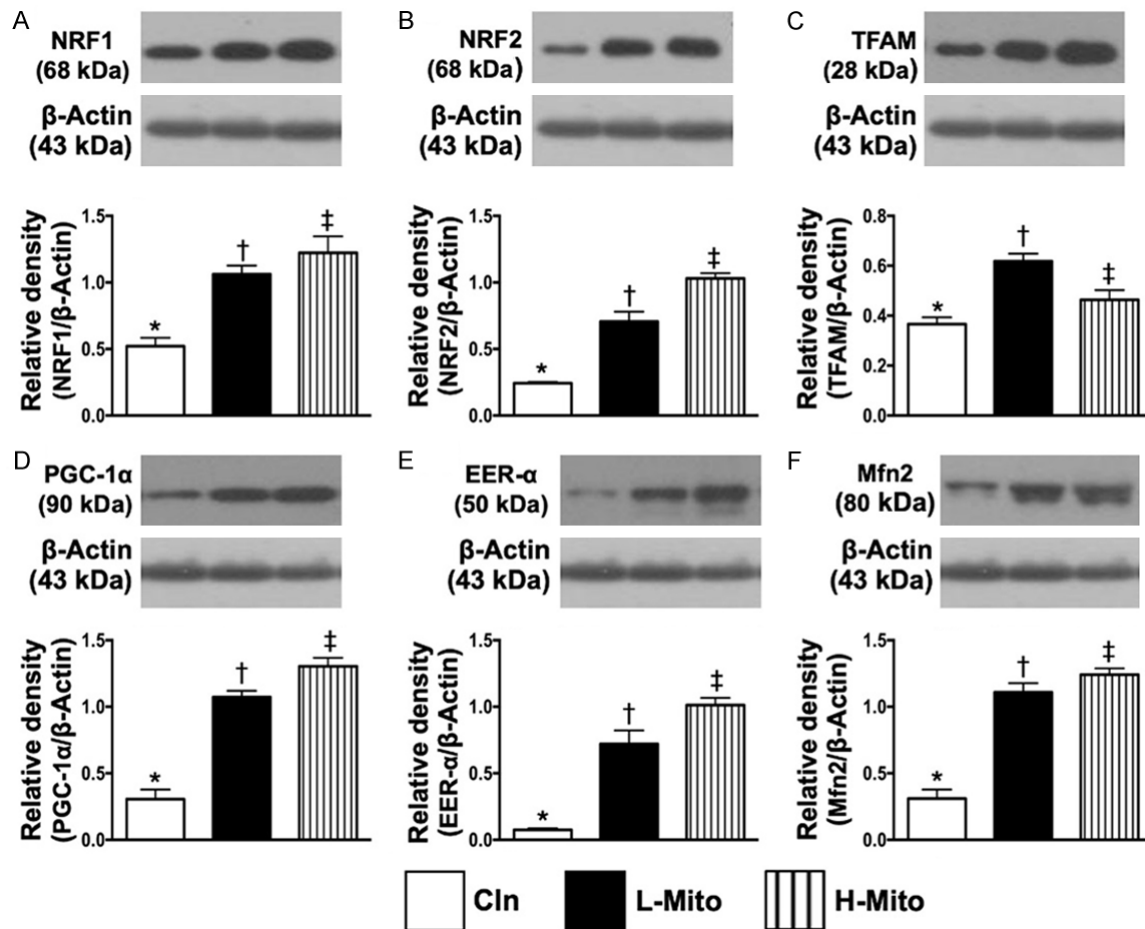 A
NRF1
(68 kDa)
β-Actin
(43 kDa)
Relative density
(NRF1/β-Actin)
1.5
1.0
0.5
0.0
*
†
‡
B
NRF2
(68 kDa)
β-Actin
(43 kDa)
Relative density
(NRF2/β-Actin)
1.5
1.0
0.5
0.0
*
†
‡
C
TFAM
(28 kDa)
β-Actin
(43 kDa)
Relative density
(TFAM/β-Actin)
0.8
0.6
0.4
0.2
0.0
*
†
‡
D
PGC-1α
(90 kDa)
β-Actin
(43 kDa)
Relative density
(PGC-1α/β-Actin)
1.5
1.0
0.5
0.0
*
†
‡
E
EER-α
(50 kDa)
β-Actin
(43 kDa)
Relative density
(EER-α/β-Actin)
1.5
1.0
0.5
0.0
*
†
‡
F
Mfn2
(80 kDa)
β-Actin
(43 kDa)
Relative density
(Mfn2/β-Actin)
1.5
1.0
0.5
0.0
*
†
‡
Cln
L-Mito
H-Mito